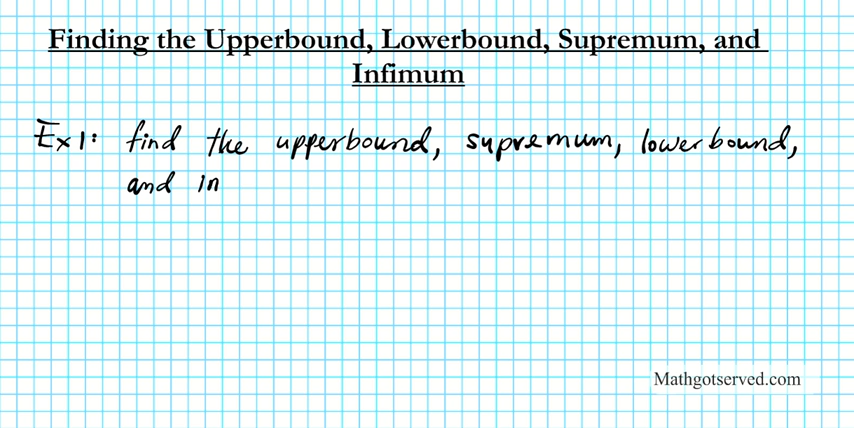 Finding the Upperbound, Lowerbound, Supremum, and
Infimum
Ex1: find the upperbound, supremum, lowerbound,
and in
Mathgotserved.com